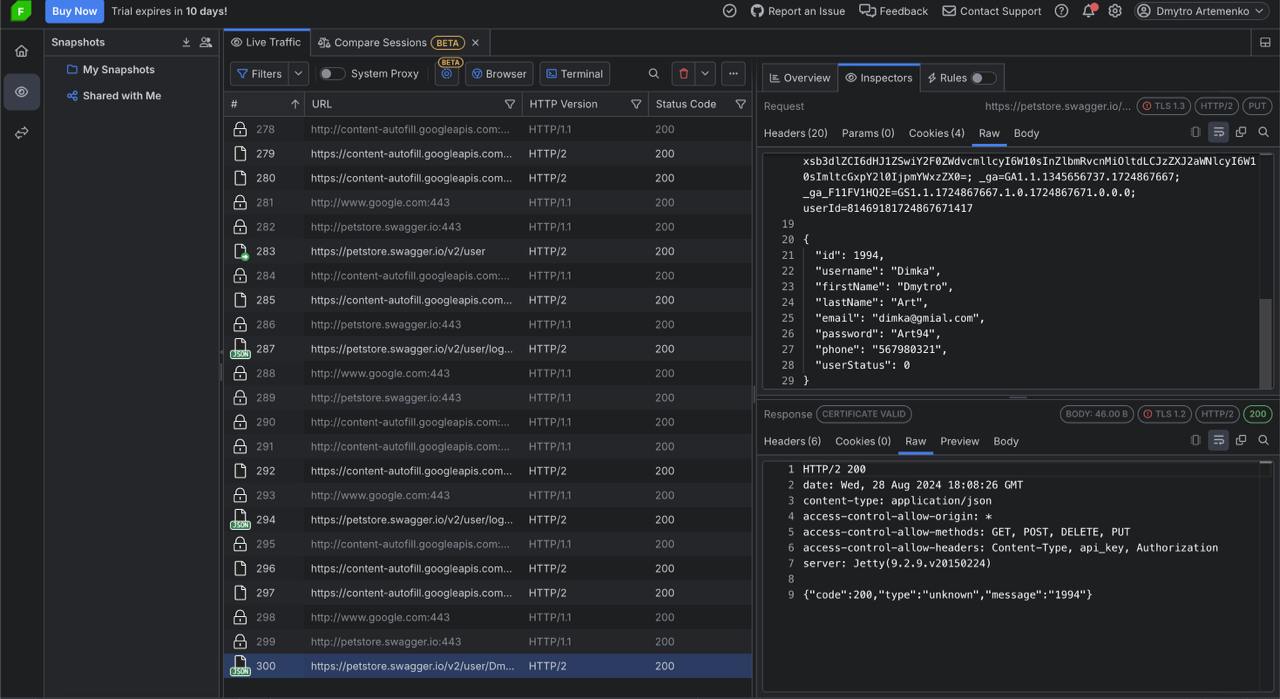 F Buy Now Trial expires in 10 days! Report an Issue Feedback Contact Support Dmytro Artemenko
Snapshots
My Snapshots
Shared with Me
Live Traffic Compare Sessions BETA
Filters System Proxy BETA Browser Terminal
# URL HTTP Version Status Code
278 http://content-autofill.googleapis.com:... HTTP/1.1 200
279 https://content-autofill.googleapis.com... HTTP/2 200
280 https://content-autofill.googleapis.com... HTTP/2 200
281 http://www.google.com:443 HTTP/1.1 200
282 http://petstore.swagger.io:443 HTTP/1.1 200
283 https://petstore.swagger.io/v2/user HTTP/2 200
284 http://content-autofill.googleapis.com:... HTTP/1.1 200
285 https://content-autofill.googleapis.com... HTTP/2 200
286 http://petstore.swagger.io:443 HTTP/1.1 200
JSON 287 https://petstore.swagger.io/v2/user/log... HTTP/2 200
288 http://www.google.com:443 HTTP/1.1 200
289 http://petstore.swagger.io:443 HTTP/1.1 200
290 http://content-autofill.googleapis.com:... HTTP/1.1 200
291 http://content-autofill.googleapis.com:... HTTP/1.1 200
292 https://content-autofill.googleapis.com... HTTP/2 200
293 http://www.google.com:443 HTTP/1.1 200
JSON 294 https://petstore.swagger.io/v2/user/log... HTTP/2 200
295 http://content-autofill.googleapis.com:... HTTP/1.1 200
296 https://content-autofill.googleapis.com... HTTP/2 200
297 https://content-autofill.googleapis.com... HTTP/2 200
298 http://www.google.com:443 HTTP/1.1 200
299 http://petstore.swagger.io:443 HTTP/1.1 200
JSON 300 https://petstore.swagger.io/v2/user/Dm... HTTP/2 200
Overview Inspectors Rules
Request https://petstore.swagger.io/... TLS 1.3 HTTP/2 PUT
Headers (20) Params (0) Cookies (4) Raw Body
xsb3dlZCI6dHJ1ZSwiY2F0ZWdvcmllcyI6W10sInZlbmRvcnMiOltdLCJzZXJ2aWNlcyI6W1
0sImltcGxpY2l0IjpmYWxzZX0=; _ga=GA1.1.1345656737.1724867667;
_ga_F11FV1HQ2E=GS1.1.1724867667.1.0.1724867671.0.0.0;
userId=81469181724867671417
19
20 {
21 "id": 1994,
22 "username": "Dimka",
23 "firstName": "Dmytro",
24 "lastName": "Art",
25 "email": "dimka@gmial.com",
26 "password": "Art94",
27 "phone": "567980321",
28 "userStatus": 0
29 }
Response CERTIFICATE VALID BODY: 46.00 B TLS 1.2 HTTP/2 200
Headers (6) Cookies (0) Raw Preview Body
1 HTTP/2 200
2 date: Wed, 28 Aug 2024 18:08:26 GMT
3 content-type: application/json
4 access-control-allow-origin: *
5 access-control-allow-methods: GET, POST, DELETE, PUT
6 access-control-allow-headers: Content-Type, api_key, Authorization
7 server: Jetty(9.2.9.v20150224)
8
9 {"code":200,"type":"unknown","message":"1994"}